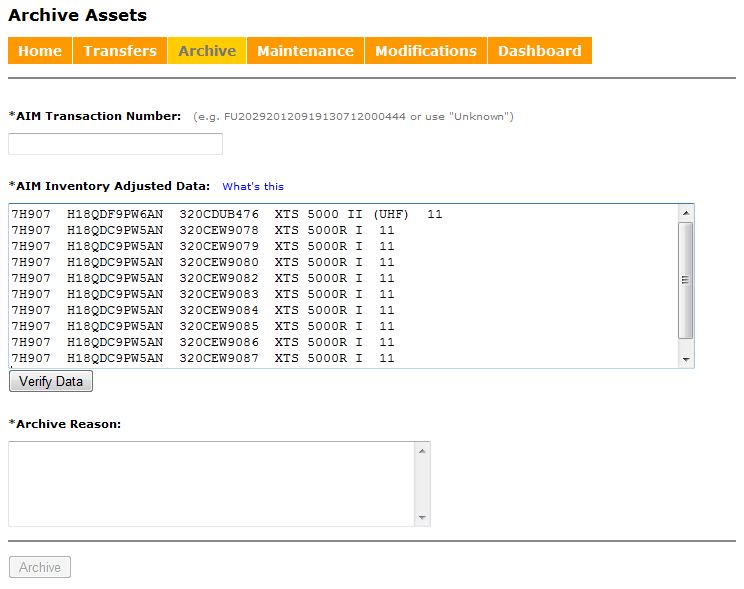 Archive Assets
Home Transfers Archive Maintenance Modifications Dashboard
*AIM Transaction Number: (e.g. FU202920120919130712000444 or use "Unknown")
*AIM Inventory Adjusted Data: What's this
7H907 H18QDF9PW6AN 320CDUB476 XTS 5000 II (UHF) 11
7H907 H18QDC9PW5AN 320CEW9078 XTS 5000R I 11
7H907 H18QDC9PW5AN 320CEW9079 XTS 5000R I 11
7H907 H18QDC9PW5AN 320CEW9080 XTS 5000R I 11
7H907 H18QDC9PW5AN 320CEW9082 XTS 5000R I 11
7H907 H18QDC9PW5AN 320CEW9083 XTS 5000R I 11
7H907 H18QDC9PW5AN 320CEW9084 XTS 5000R I 11
7H907 H18QDC9PW5AN 320CEW9085 XTS 5000R I 11
7H907 H18QDC9PW5AN 320CEW9086 XTS 5000R I 11
7H907 H18QDC9PW5AN 320CEW9087 XTS 5000R I 11
Verify Data
*Archive Reason:
Archive